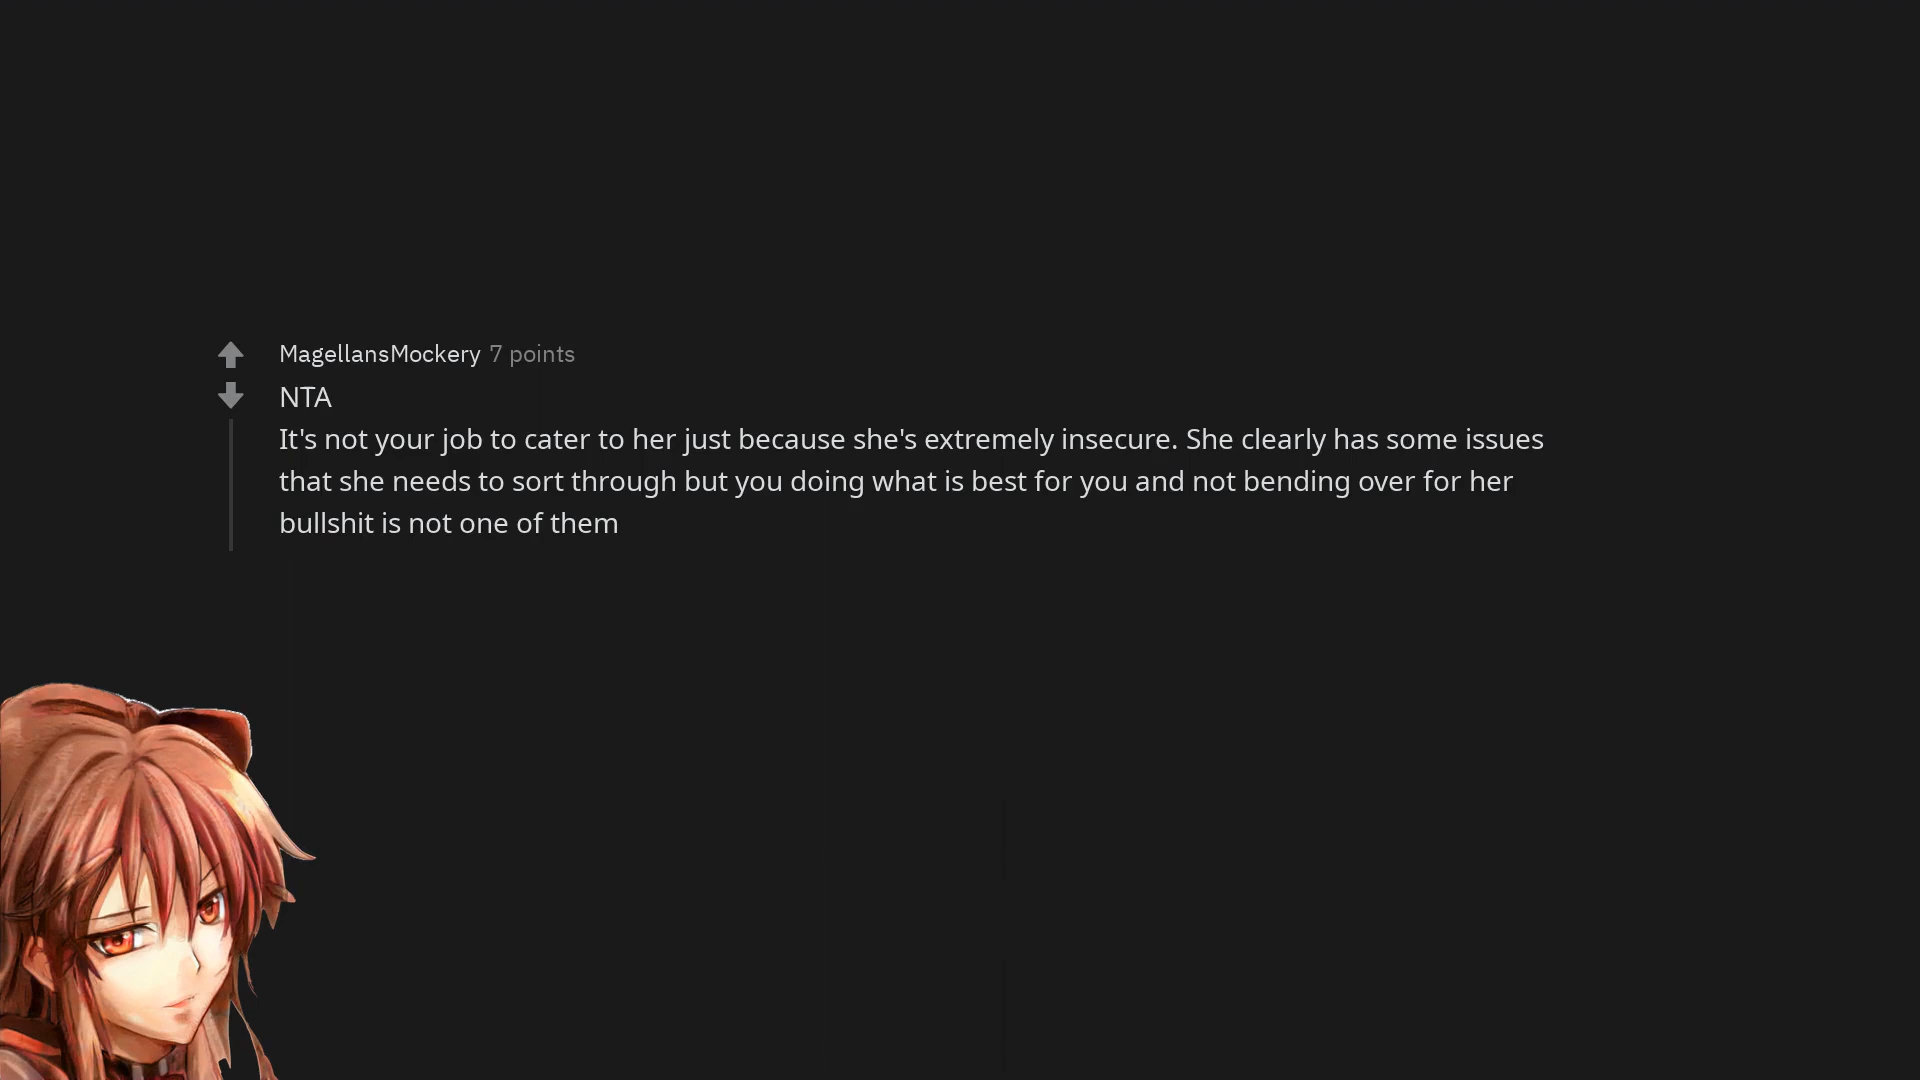 MagellansMockery 7 points
NTA
It's not your job to cater to her just because she's extremely insecure. She clearly has some issues
that she needs to sort through but you doing what is best for you and not bending over for her
bullshit is not one of them